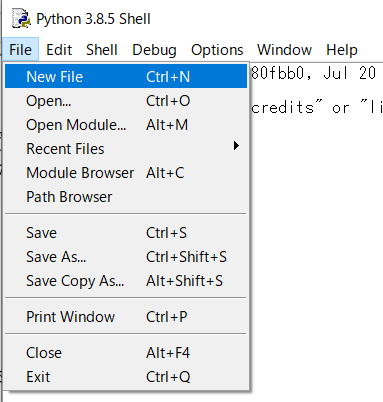 Python 3.8.5 Shell
File Edit Shell Debug Options Window Help
New File Ctrl+N
80fbb0, Jul 20
Open... Ctrl+O
credits" or "li
Open Module... Alt+M
Recent Files
Module Browser Alt+C
Path Browser
Save Ctrl+S
Save As... Ctrl+Shift+S
Save Copy As... Alt+Shift+S
Print Window Ctrl+P
Close Alt+F4
Exit Ctrl+Q